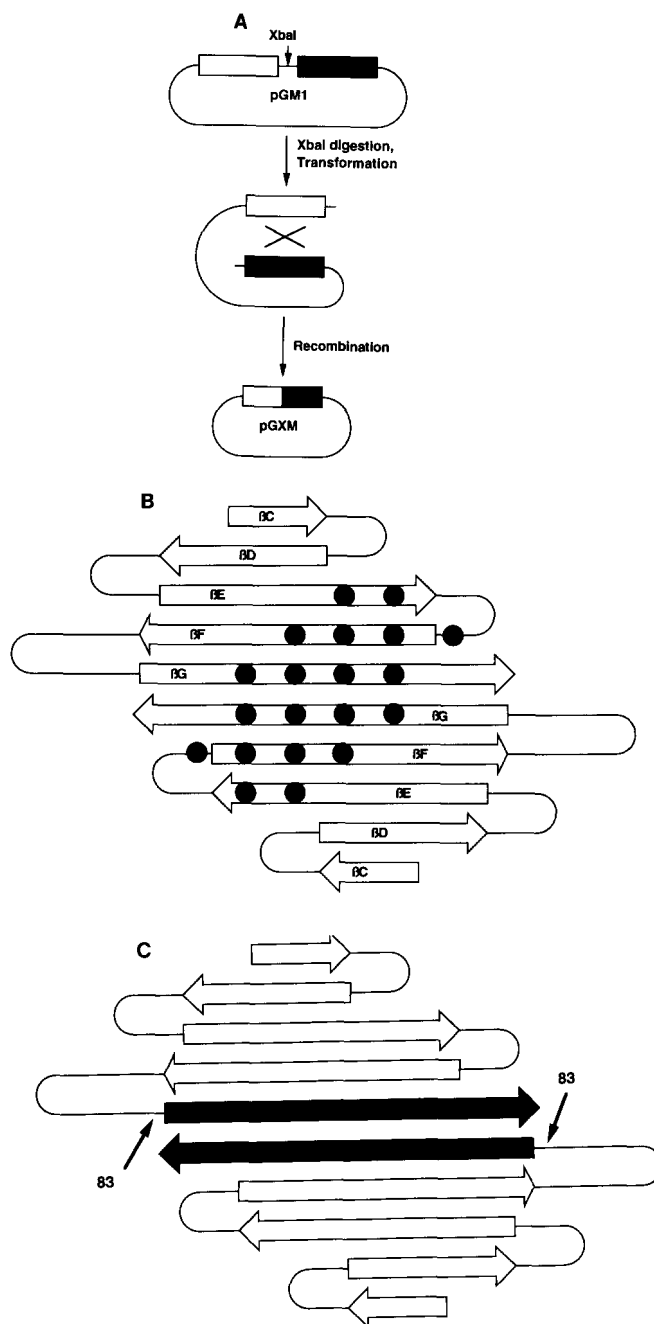 A
XbaI
pGM1
XbaI digestion,
Transformation
Recombination
pGXM
B
βC
βD
βE
βF
βG
βG
βF
βE
βD
βC
C
83
83